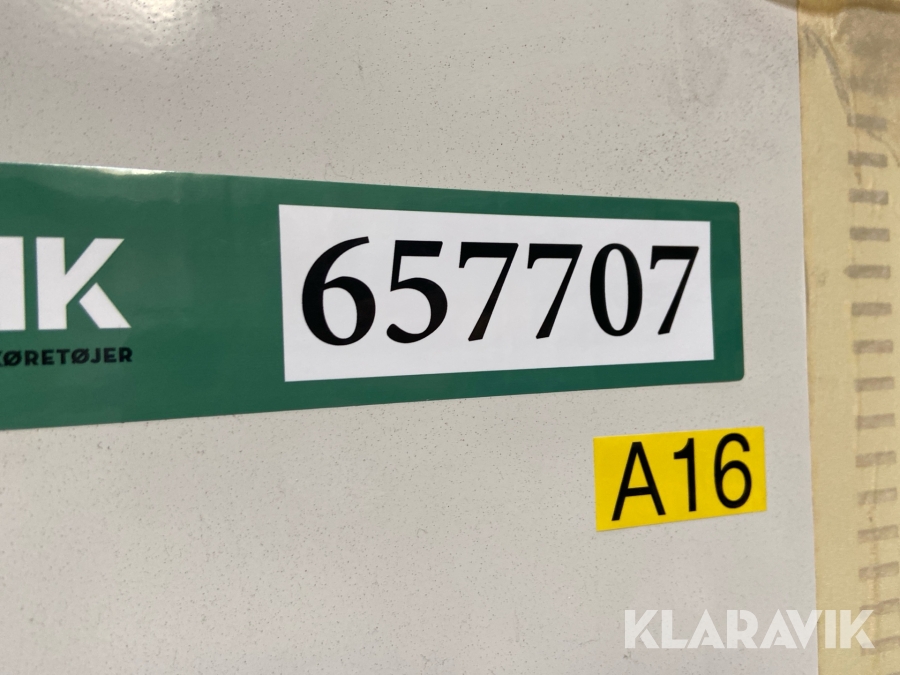 IK
KØRETØJER
657707
A16
KLARAVIK